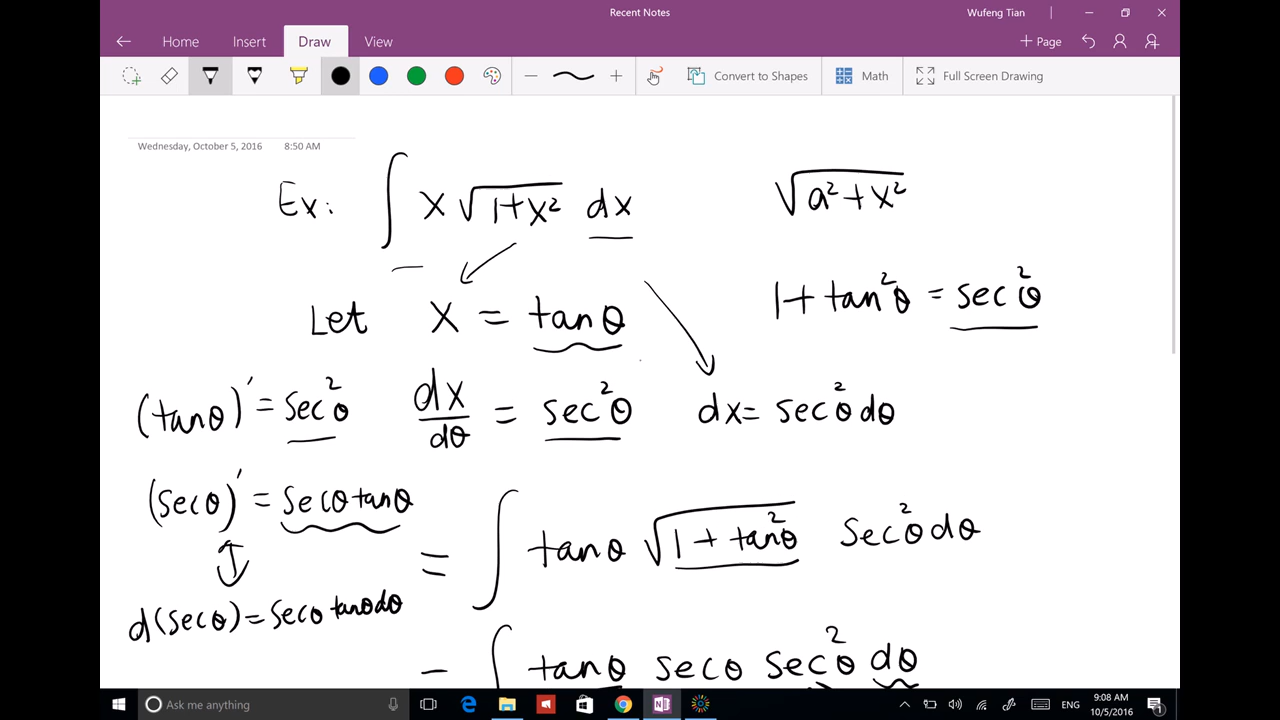 Recent Notes
Wufeng Tian
Home Insert Draw View
+ Page
Convert to Shapes Math Full Screen Drawing
Wednesday, October 5, 2016 8:50 AM
Ex: ∫ x √(1+x²) dx
√(a²+x²)
Let x = tanθ
1 + tan²θ = sec²θ
(tanθ)' = sec²θ
dx/dθ = sec²θ
dx = sec²θ dθ
(secθ)' = secθ tanθ
= ∫ tanθ √(1 + tan²θ) sec²θ dθ
d(secθ) = secθ tanθ dθ
= ∫ tanθ secθ sec²θ dθ
Ask me anything
ENG
9:08 AM
10/5/2016